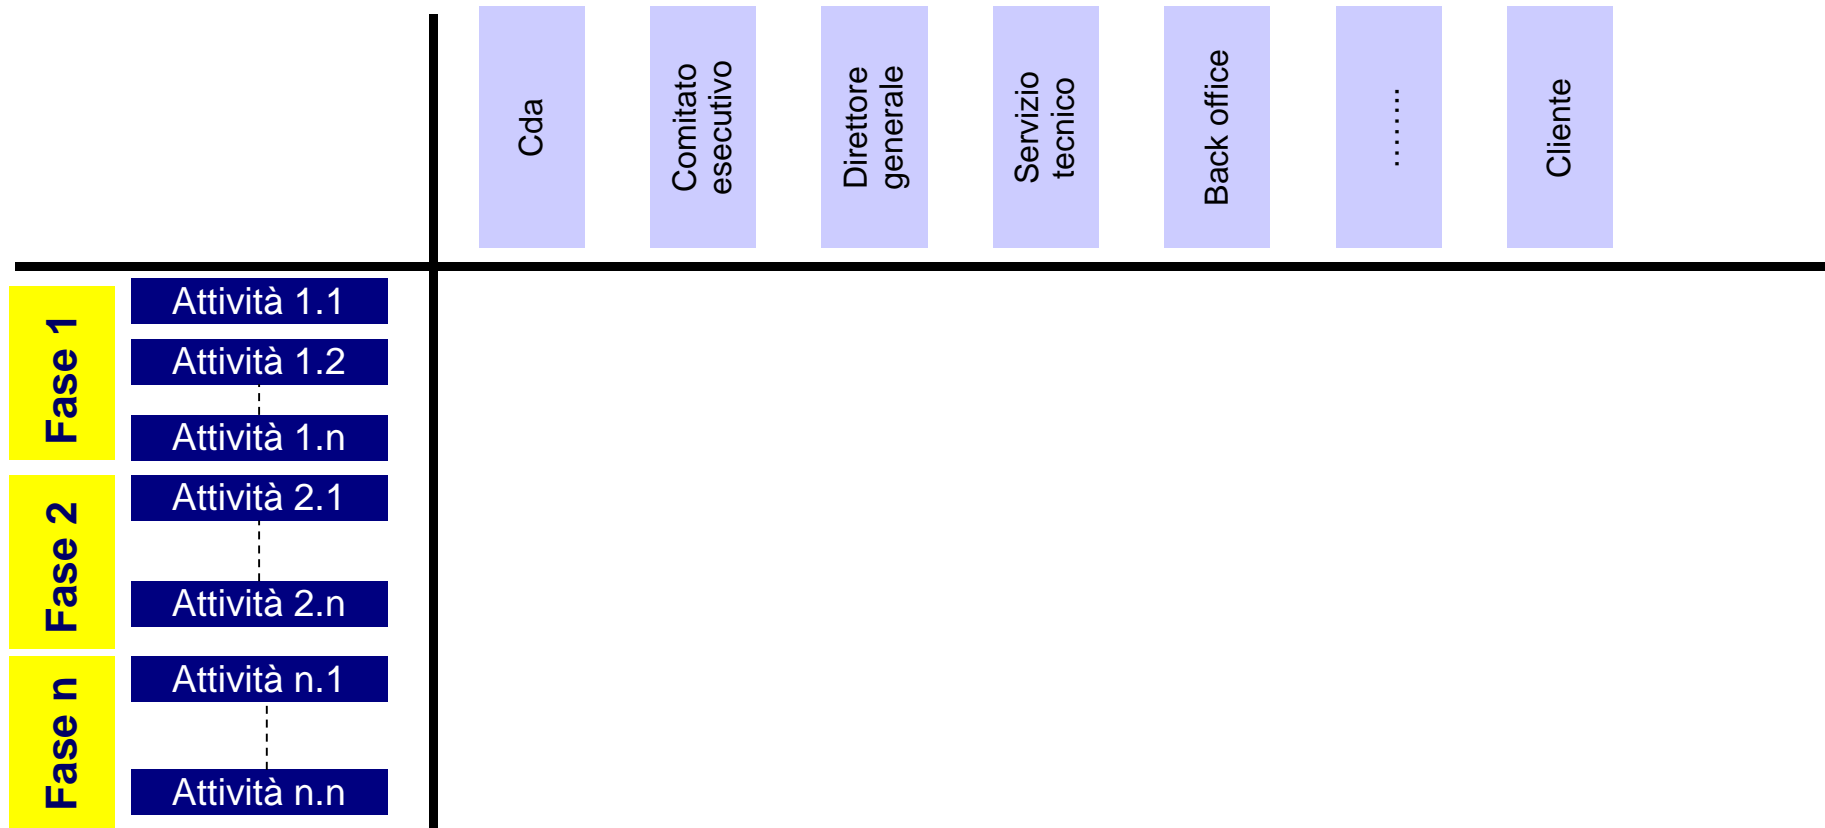 Cda
Comitato
esecutivo
Direttore
generale
Servizio
tecnico
Back office
………
Cliente
Fase 1
Attività 1.1
Attività 1.2
Attività 1.n
Fase 2
Attività 2.1
Attività 2.n
Fase n
Attività n.1
Attività n.n